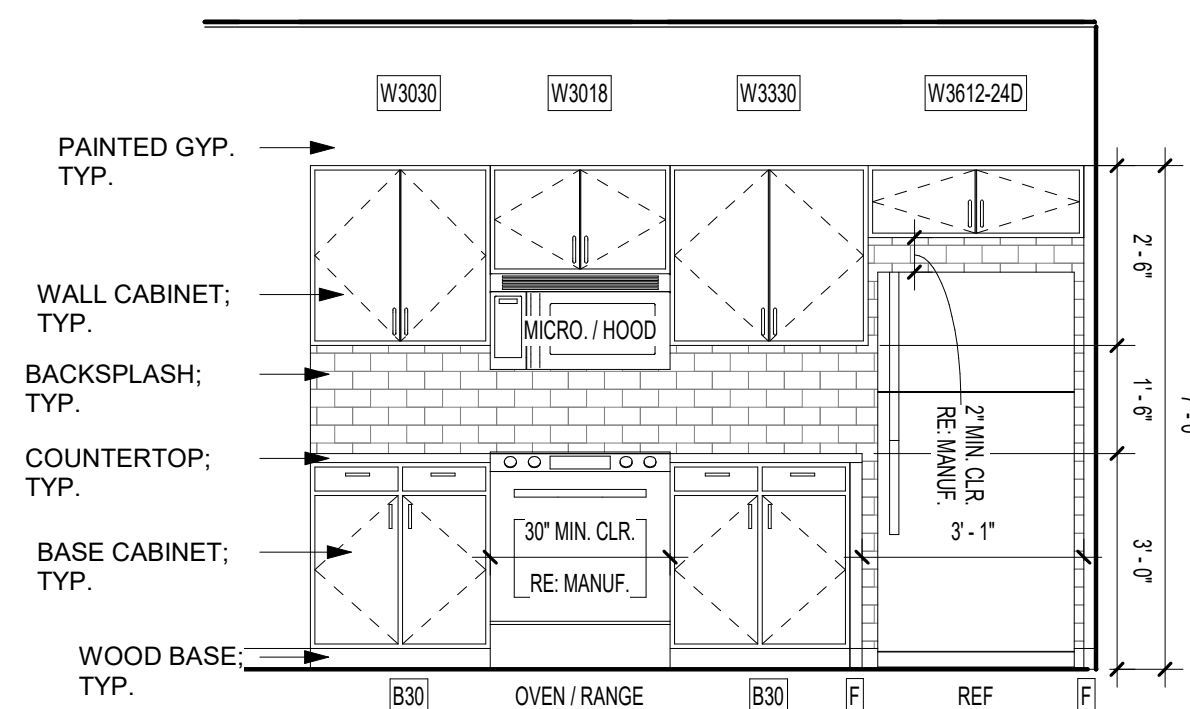 W3030 W3018 W3330 W3612-24D
PAINTED GYP.
TYP.
WALL CABINET;
TYP.
BACKSPLASH;
TYP.
COUNTERTOP;
TYP.
BASE CABINET;
TYP.
WOOD BASE;
TYP.
MICRO. / HOOD
30" MIN. CLR.
RE: MANUF.
2" MIN. CLR.
RE: MANUF.
3' - 1"
2' - 6"
1' - 6"
3' - 0"
B30 OVEN / RANGE B30 F REF F